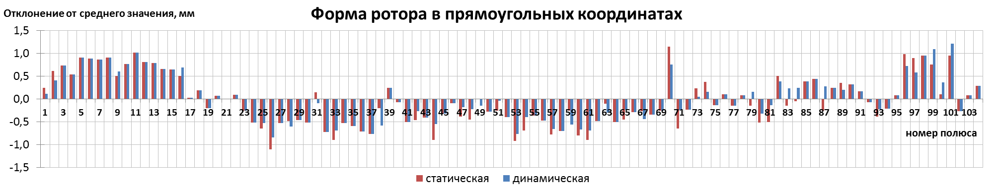 Форма ротора в прямоугольных координатах
Отклонение от среднего значения, мм
1,5
1,0
0,5
0,0
-0,5
-1,0
-1,5
1 3 5 7 9 11 13 15 17 19 21 23 25 27 29 31 33 35 37 39 41 43 45 47 49 51 53 55 57 59 61 63 65 67 69 71 73 75 77 79 81 83 85 87 89 91 93 95 97 99 101 103
номер полюса
статическая динамическая